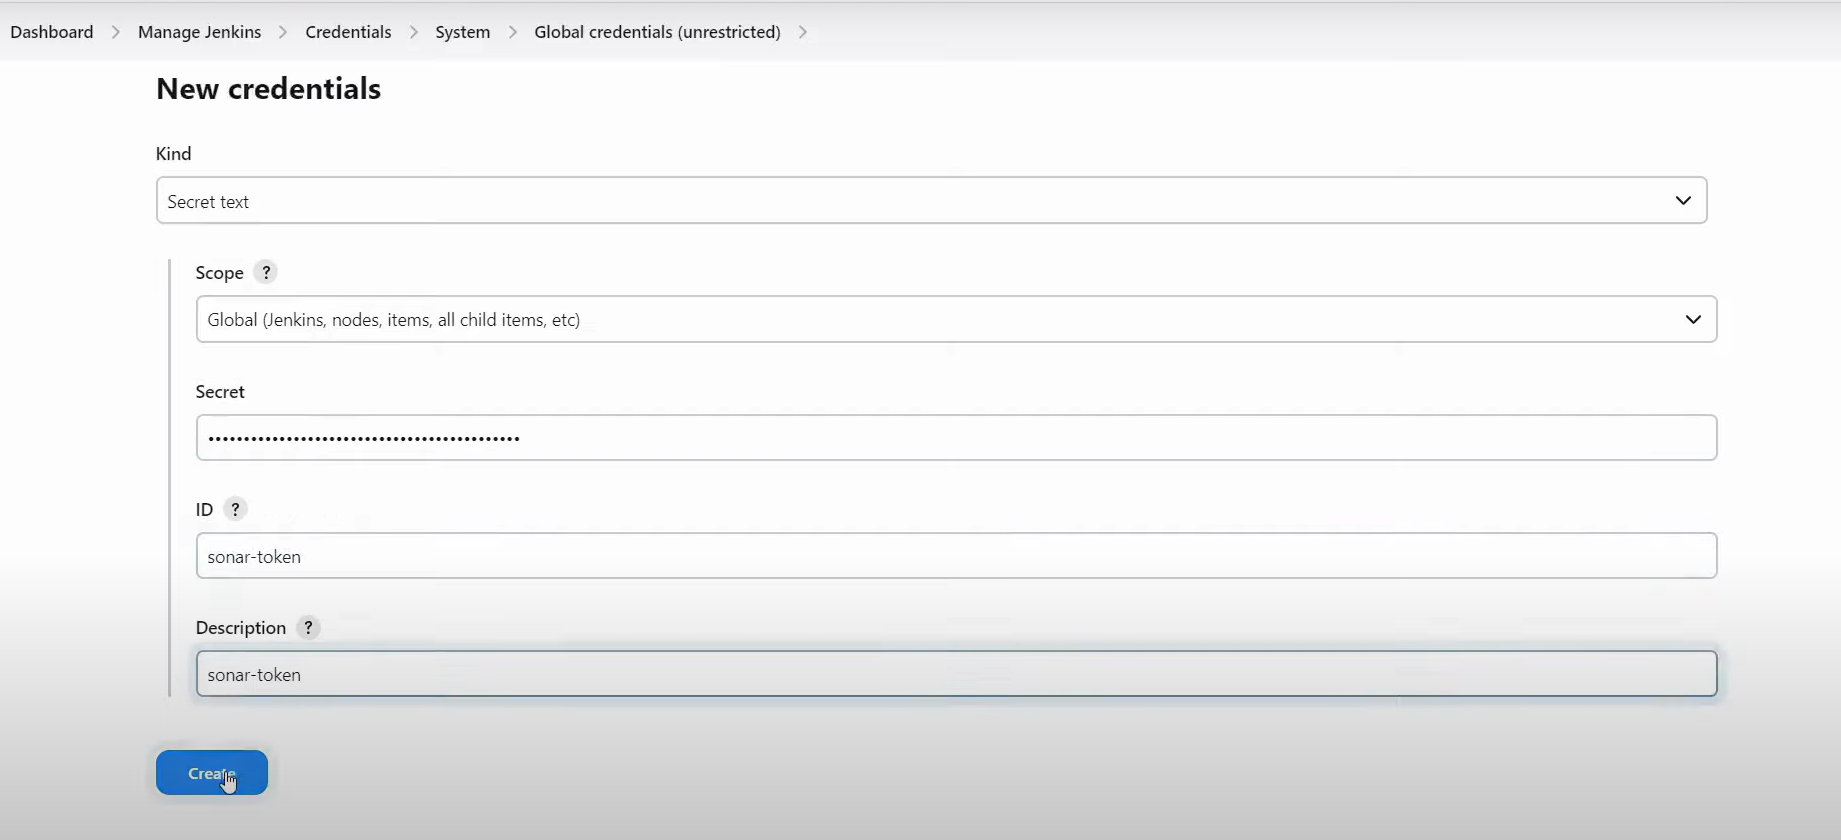 Dashboard > Manage Jenkins > Credentials > System > Global credentials (unrestricted) >
New credentials
Kind
Secret text
Scope ?
Global (Jenkins, nodes, items, all child items, etc)
Secret
••••••••••••••••••••••••••••••••••••••••••••
ID ?
sonar-token
Description ?
sonar-token
Create